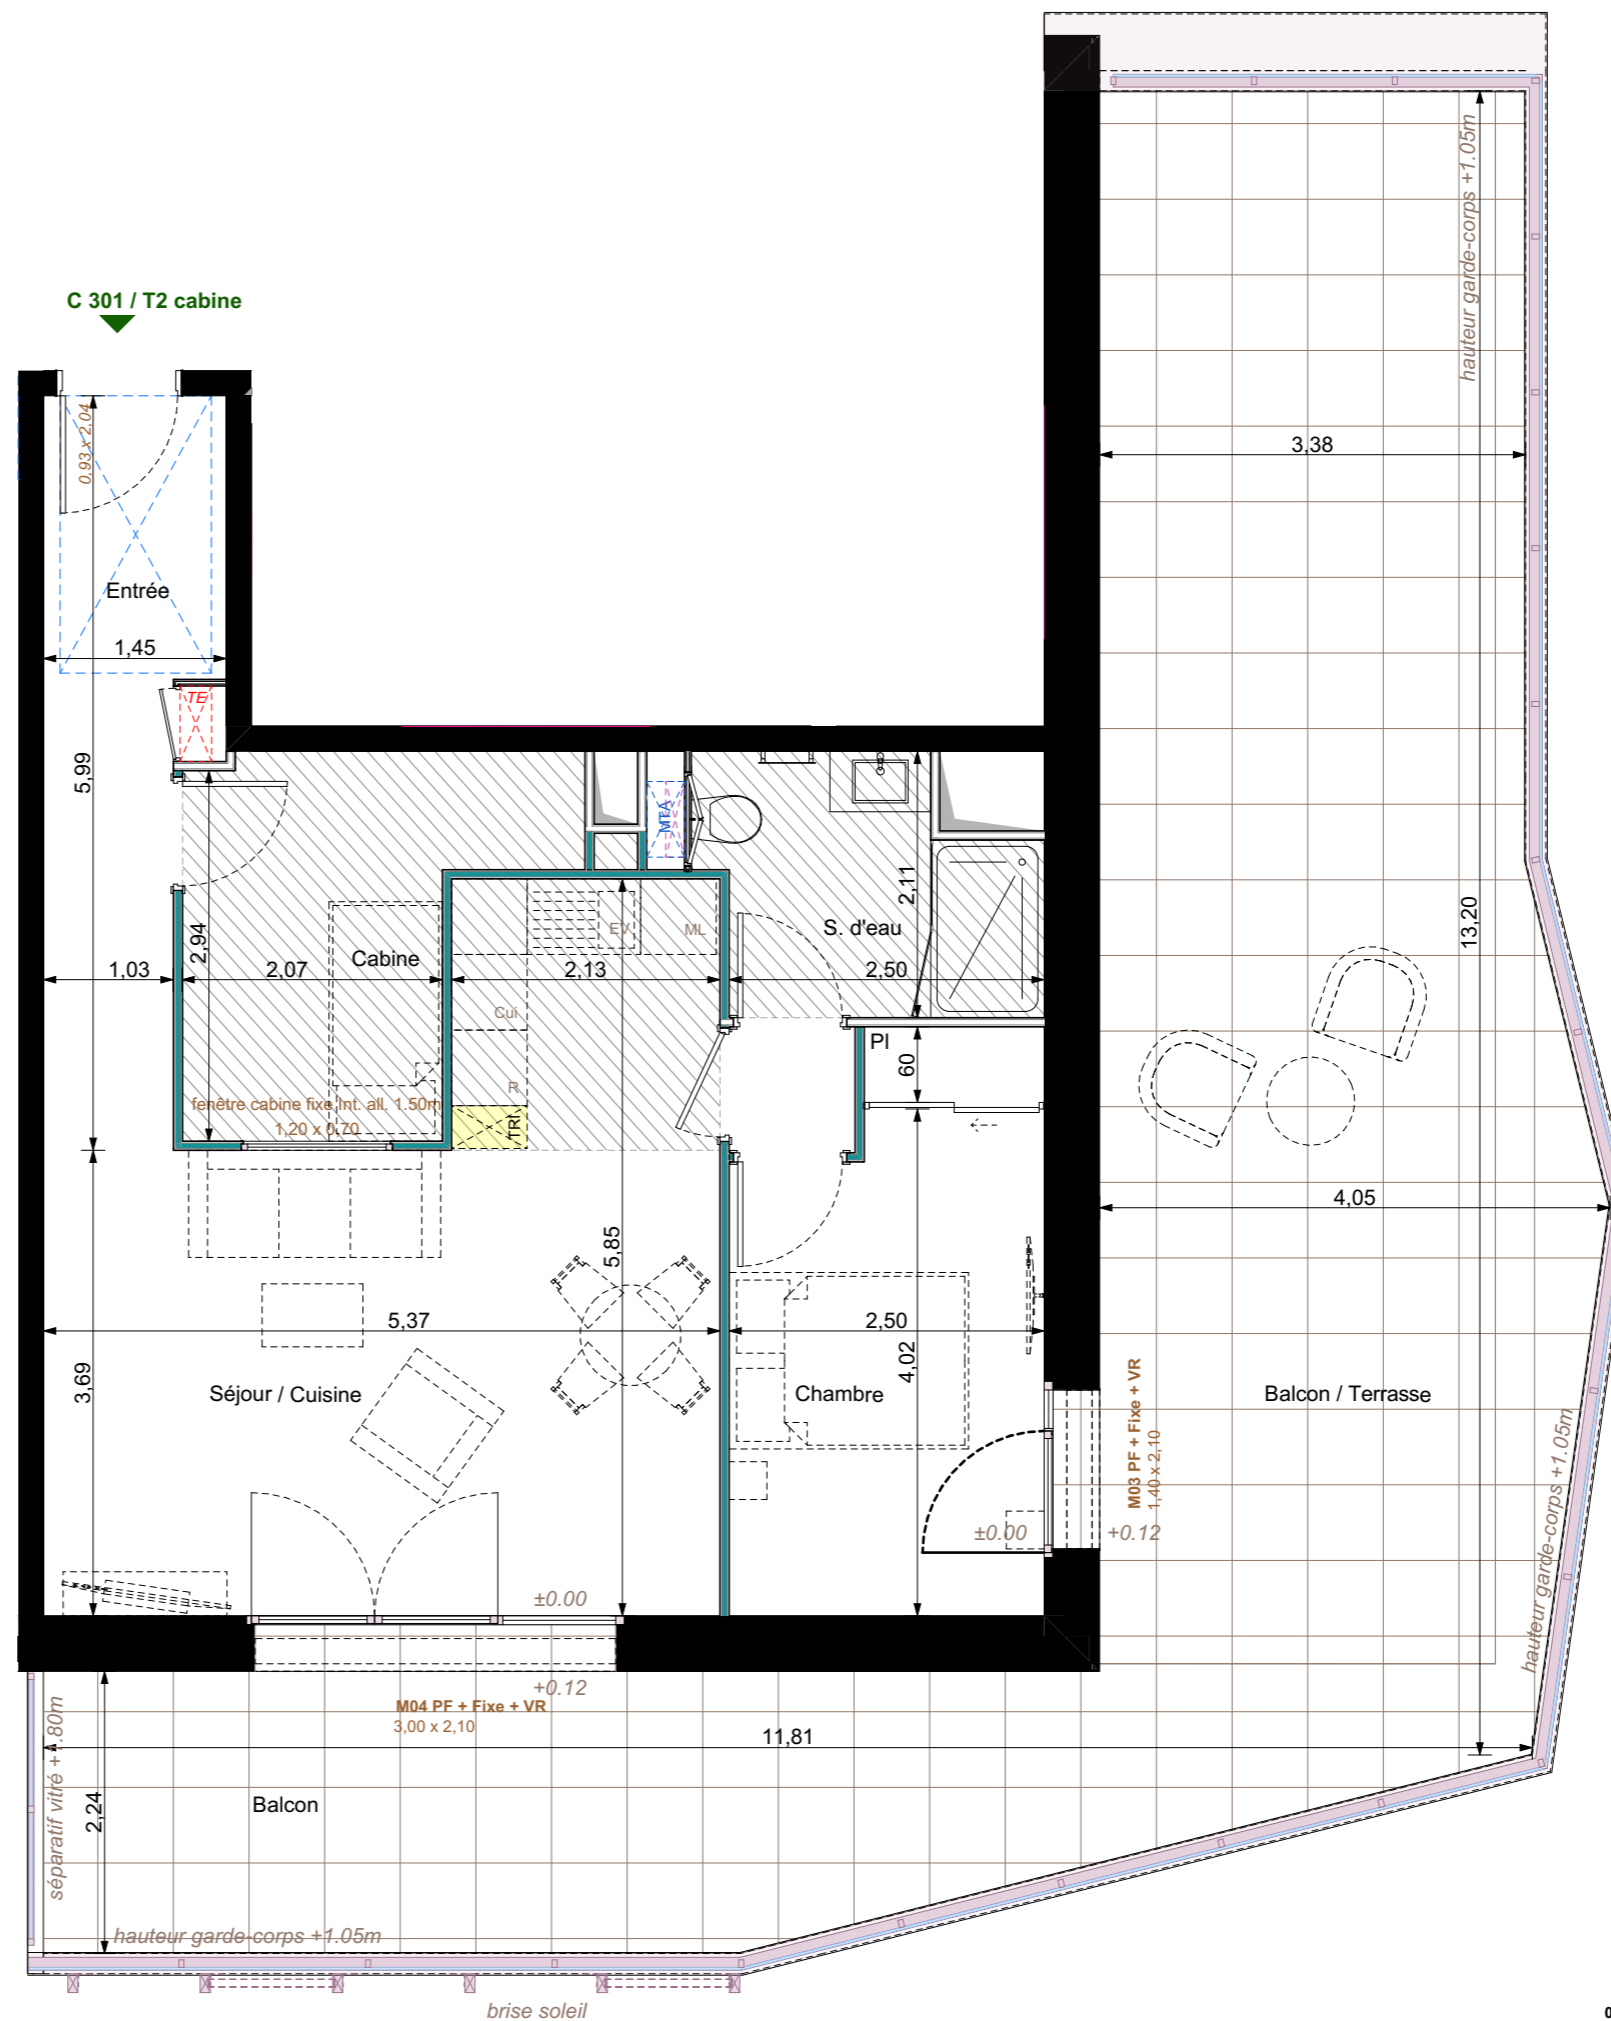 C 301 / T2 cabine
hauteur garde-corps +1.05m
0,93 x 2,04
3,38
Entrée
1,45
TE
5,99
MTA
2,11
EV
ML
S. d'eau
2,94
13,20
Cabine
1,03
2,07
2,13
2,50
Cui
Pl
60
R
fenêtre cabine fixe Int. all. 1.50m
1,20 x 0.70
TRI
4,05
5,85
5,37
2,50
4,02
3,69
Séjour / Cuisine
Chambre
Balcon / Terrasse
M03 PF + Fixe + VR
1,40 x 2,10
hauteur garde-corps +1.05m
±0.00
+0.12
±0.00
+0.12
M04 PF + Fixe + VR
3,00 x 2,10
11,81
séparatif vitré +1.80m
2,24
Balcon
hauteur garde-corps +1.05m
brise soleil
0